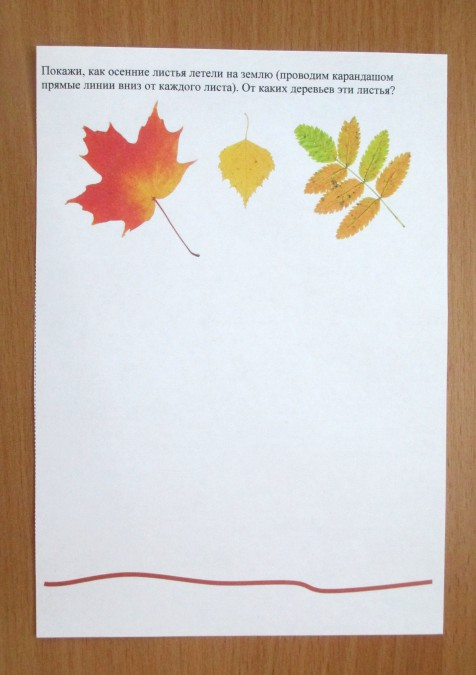 Покажи, как осенние листья летели на землю (проводим карандашом
прямые линии вниз от каждого листа). От каких деревьев эти листья?